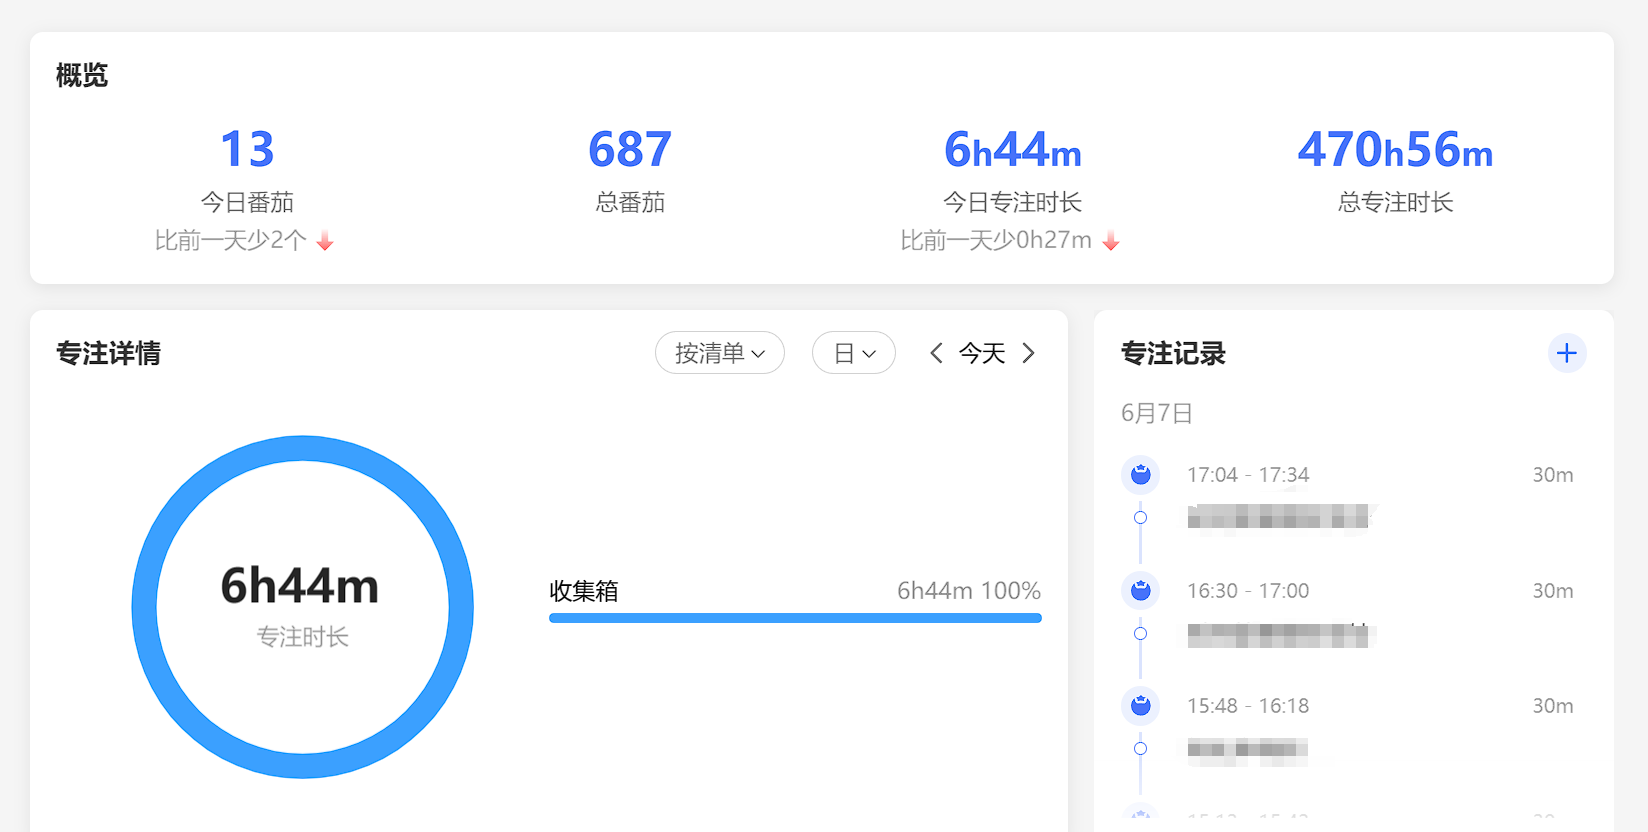 概览
13
今日番茄
比前一天少2个
687
总番茄
6h44m
今日专注时长
比前一天少0h27m
470h56m
总专注时长
专注详情
按清单
日
今天
6h44m
专注时长
收集箱
6h44m 100%
专注记录
6月7日
17:04 - 17:34
30m
16:30 - 17:00
30m
15:48 - 16:18
30m